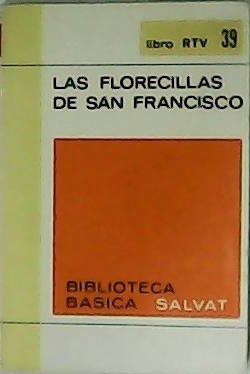 libro RTV 39
LAS FLORECILLAS
DE SAN FRANCISCO
BIBLIOTECA
BASICA SALVAT